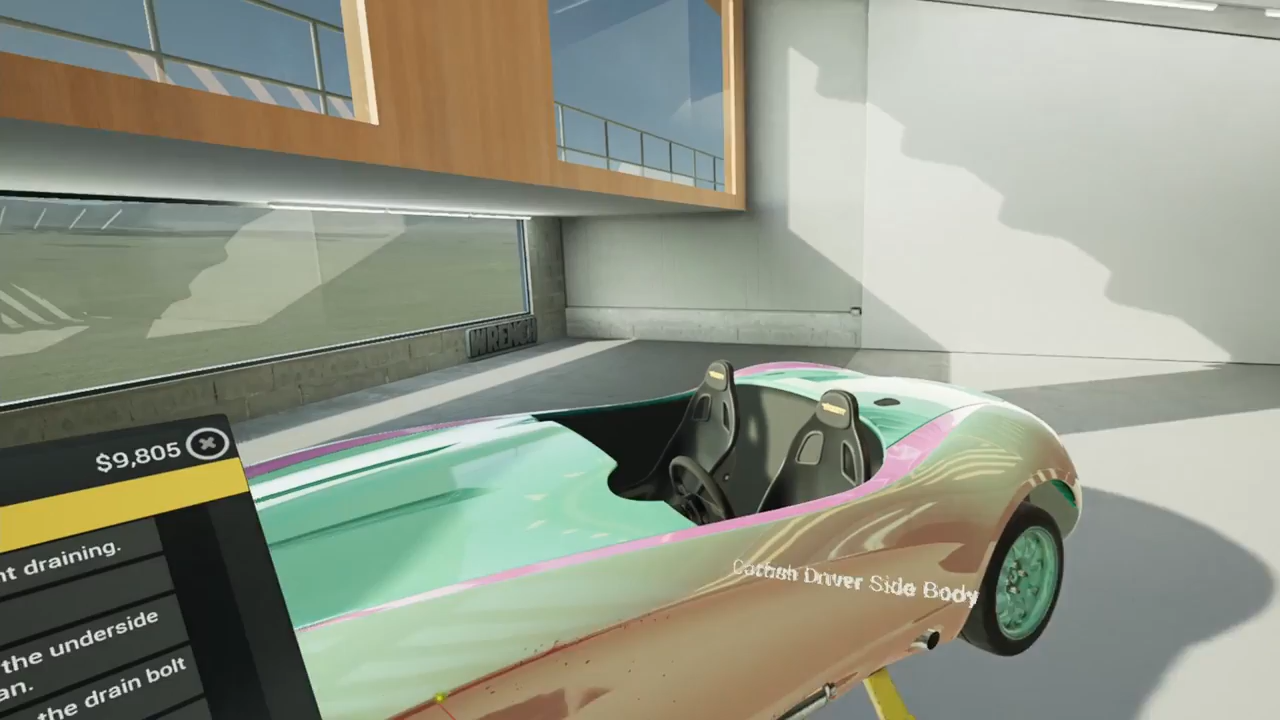 WRENCH
$9,805
nt draining.
the underside
an.
the drain bolt
Catfish Driver Side Body